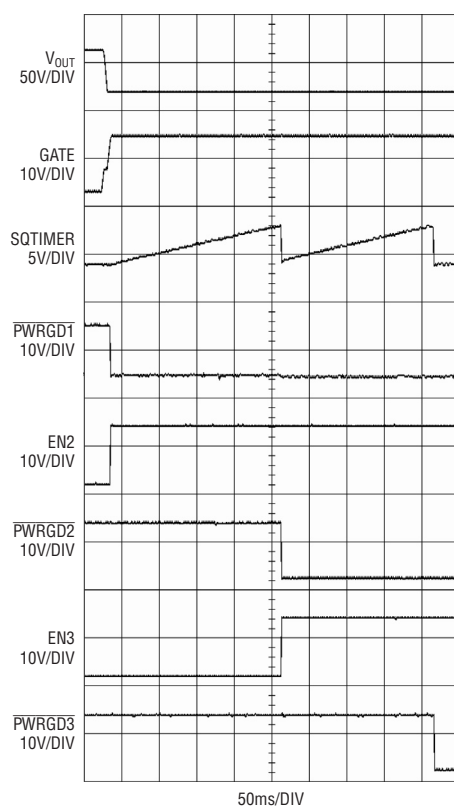 VOUT
50V/DIV
GATE
10V/DIV
SQTIMER
5V/DIV
PWRGD1
10V/DIV
EN2
10V/DIV
PWRGD2
10V/DIV
EN3
10V/DIV
PWRGD3
10V/DIV
50ms/DIV